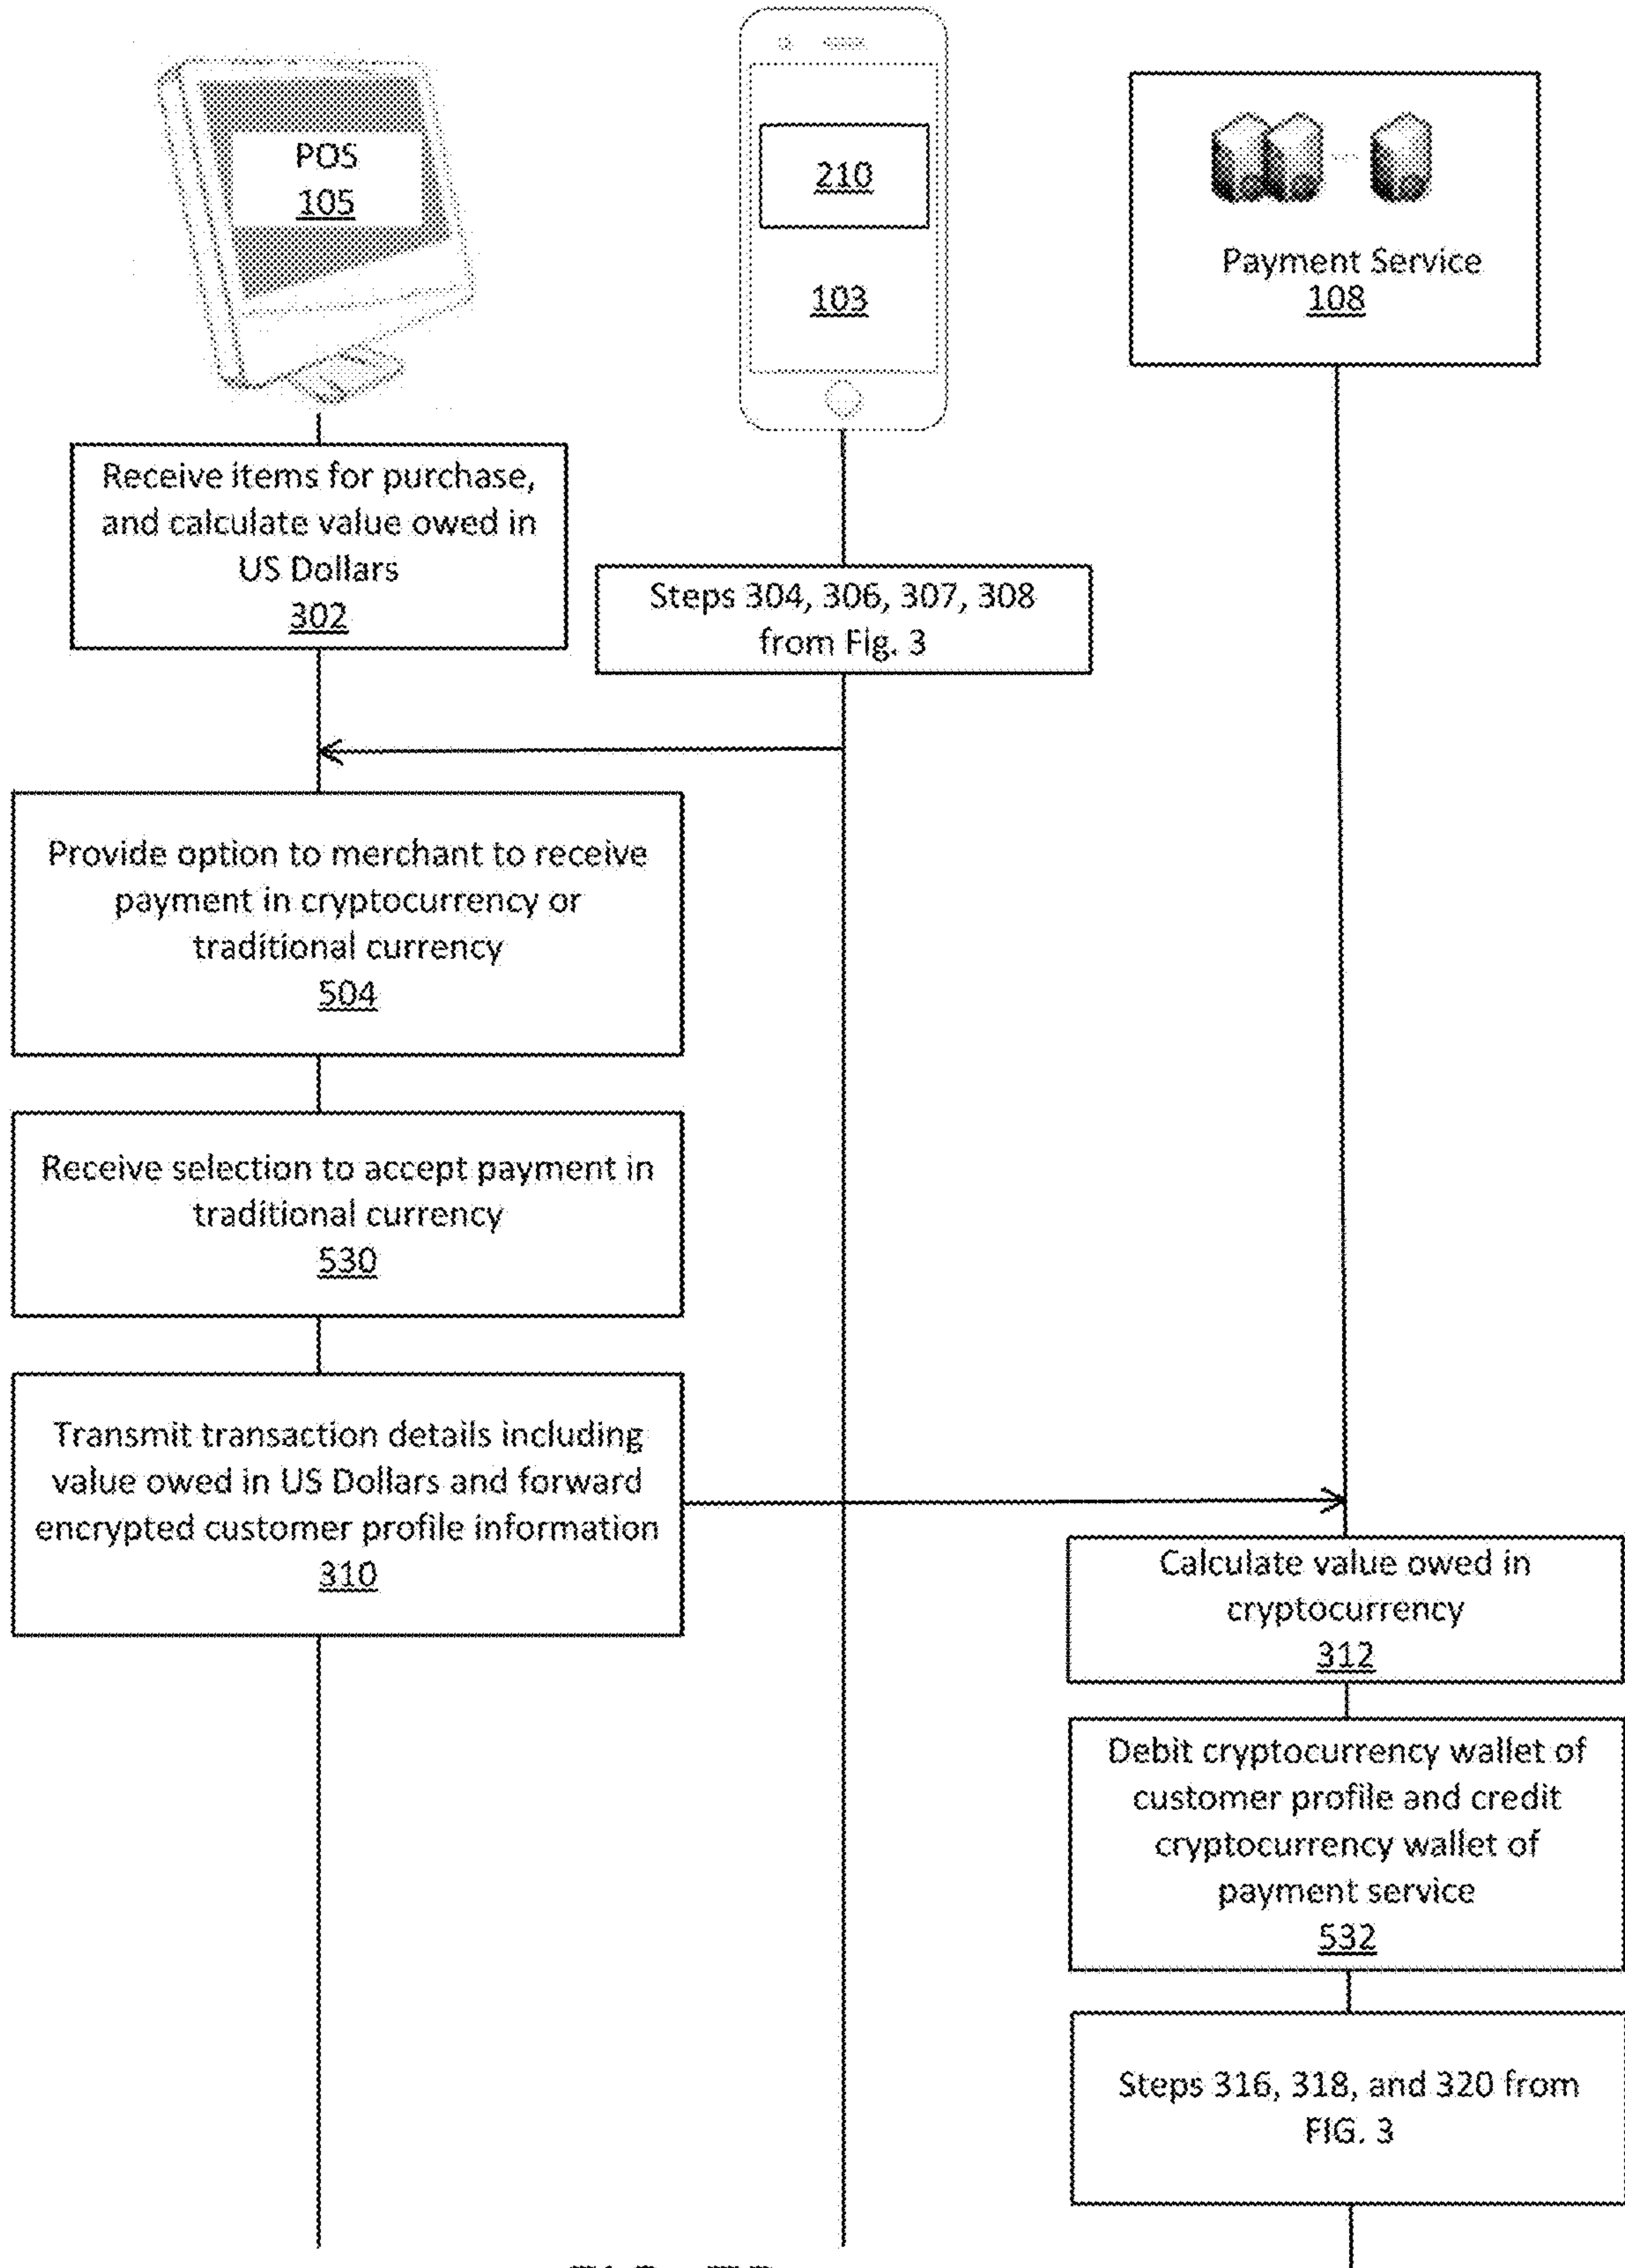 POS
105
210
103
Payment Service
108
Receive items for purchase,
and calculate value owed in
US Dollars
302
Steps 304, 306, 307, 308
from Fig. 3
Provide option to merchant to receive
payment in cryptocurrency or
traditional currency
504
Receive selection to accept payment in
traditional currency
530
Transmit transaction details including
value owed in US Dollars and forward
encrypted customer profile information
310
Calculate value owed in
cryptocurrency
312
Debit cryptocurrency wallet of
customer profile and credit
cryptocurrency wallet of
payment service
532
Steps 316, 318, and 320 from
FIG. 3